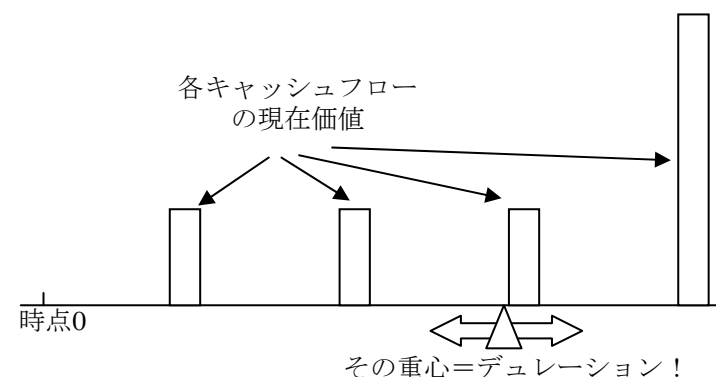 各キャッシュフロー
の現在価値
時点0
その重心＝デュレーション！